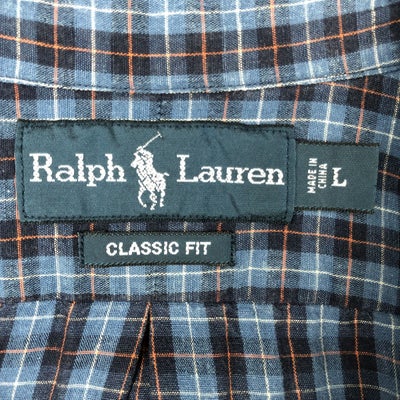 Ralph Lauren
MADE IN
CHINA
L
CLASSIC FIT